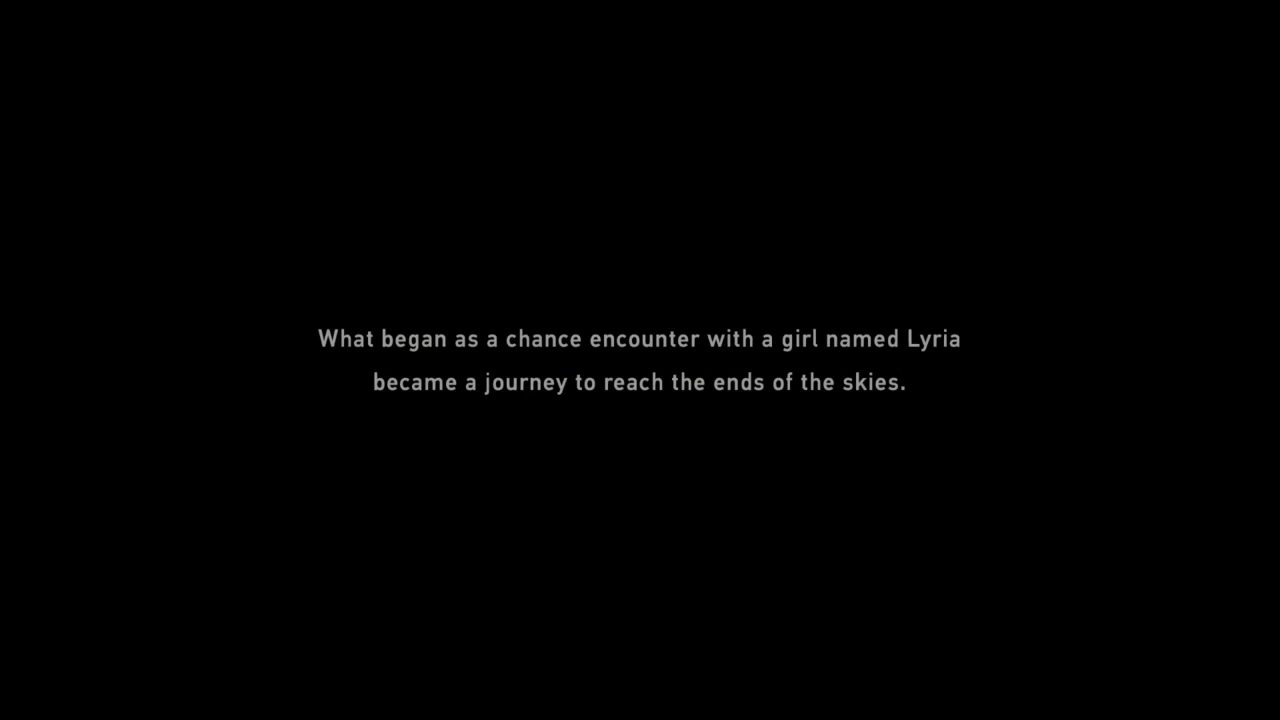 What began as a chance encounter with a girl named Lyria
became a journey to reach the ends of the skies.